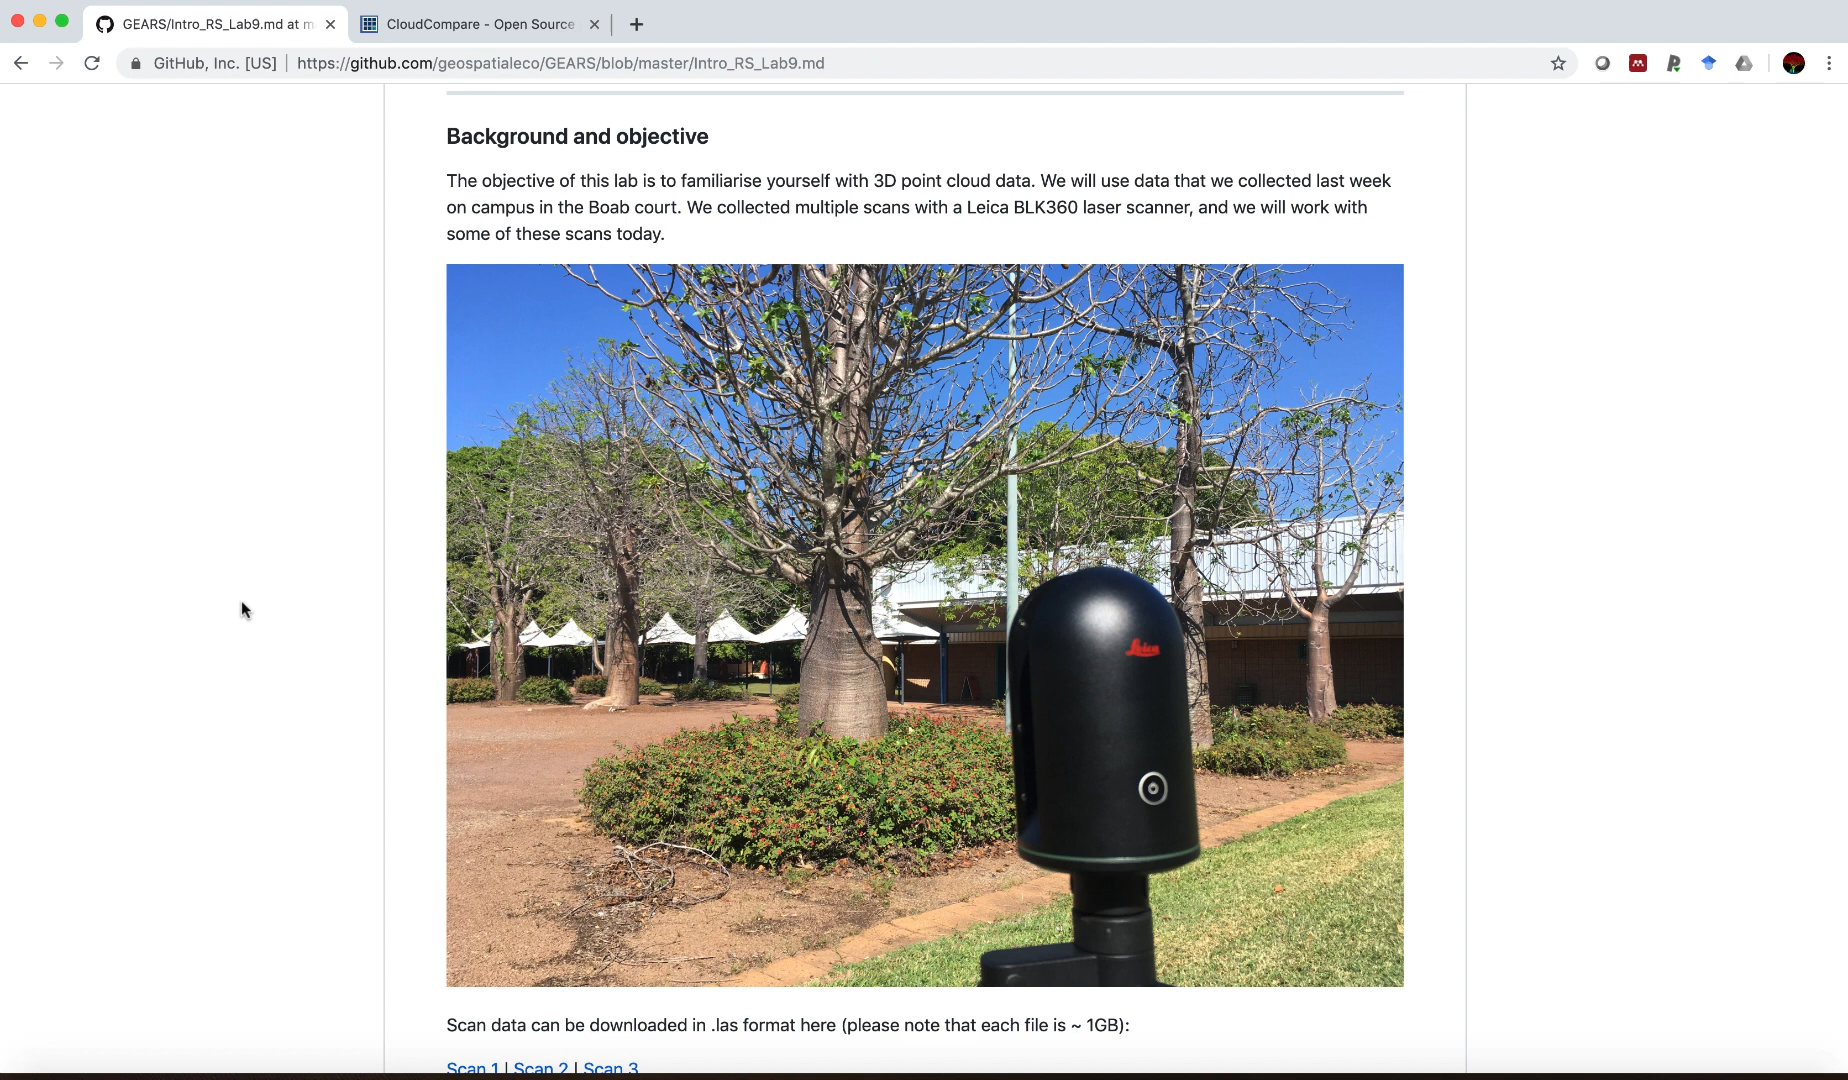 GEARS/Intro_RS_Lab9.md at m
CloudCompare - Open Source
GitHub, Inc. [US] | https://github.com/geospatialeco/GEARS/blob/master/Intro_RS_Lab9.md
Background and objective
The objective of this lab is to familiarise yourself with 3D point cloud data. We will use data that we collected last week
on campus in the Boab court. We collected multiple scans with a Leica BLK360 laser scanner, and we will work with
some of these scans today.
Leica
Scan data can be downloaded in .las format here (please note that each file is ~ 1GB):
Scan 1 | Scan 2 | Scan 3